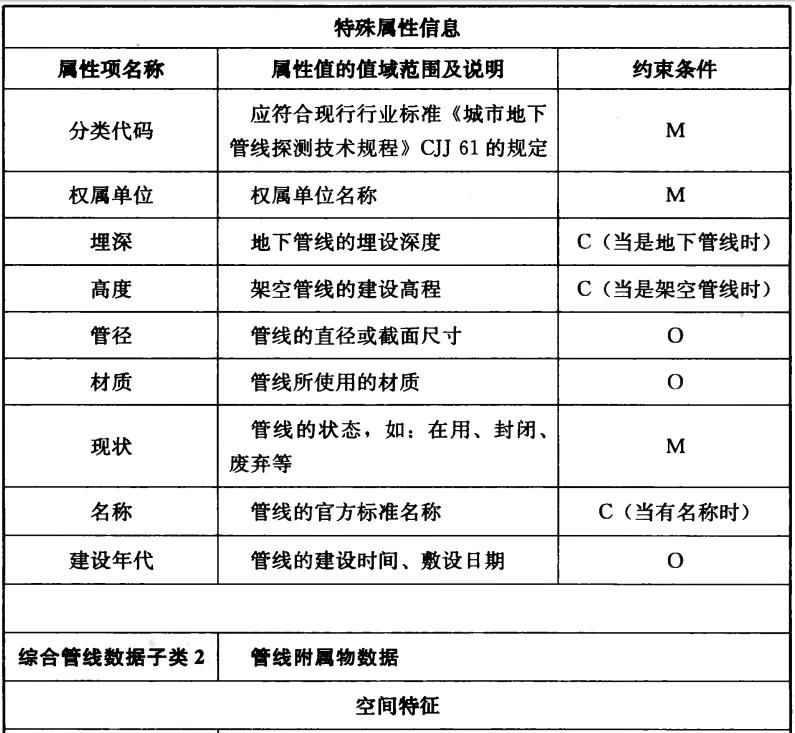 特殊属性信息
属性项名称 属性值的值域范围及说明 约束条件
分类代码 应符合现行行业标准《城市地下 M
管线探测技术规程》CJJ 61 的规定
权属单位 权属单位名称 M
埋深 地下管线的埋设深度 C（当是地下管线时）
高度 架空管线的建设高程 C（当是架空管线时）
管径 管线的直径或截面尺寸 O
材质 管线所使用的材质 O
现状 管线的状态，如：在用、封闭、 M
废弃等
名称 管线的官方标准名称 C（当有名称时）
建设年代 管线的建设时间、敷设日期 O
综合管线数据子类 2 管线附属物数据
空间特征